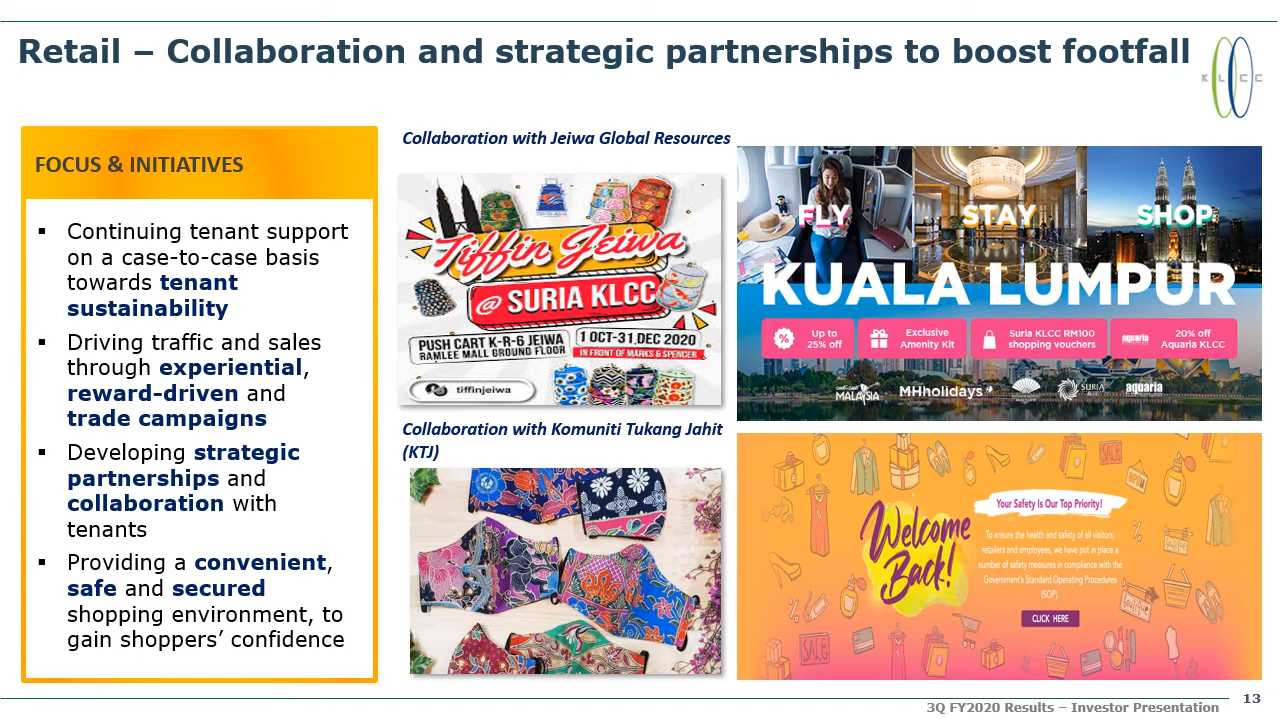 Retail – Collaboration and strategic partnerships to boost footfall
KLCC
FOCUS & INITIATIVES
▪ Continuing tenant support
on a case-to-case basis
towards tenant
sustainability
▪ Driving traffic and sales
through experiential,
reward-driven and
trade campaigns
▪ Developing strategic
partnerships and
collaboration with
tenants
▪ Providing a convenient,
safe and secured
shopping environment, to
gain shoppers’ confidence
Collaboration with Jeiwa Global Resources
Tiffin Jeiwa
@ SURIA KLCC
PUSH CART K-R-6 JEIWA
RAMLEE MALL GROUND FLOOR
1 OCT-31, DEC 2020
IN FRONT OF MARKS & SPENCER
tiffinjeiwa
Collaboration with Komuniti Tukang Jahit
(KTJ)
FLY
STAY
SHOP
KUALA LUMPUR
Up to
25% off
Exclusive
Amenity Kit
Suria KLCC RM100
shopping vouchers
aquaria
20% off
Aquaria KLCC
MALAYSIA
MHholidays
SURIA
aquaria
Welcome
Back!
Your Safety Is Our Top Priority!
To ensure the health and safety of all visitors,
retailers and employees, we have put in place a
number of safety measures in compliance with the
Government's Standard Operating Procedures
(SOP).
CLICK HERE
SALE
SALE
SALE
3Q FY2020 Results – Investor Presentation
13